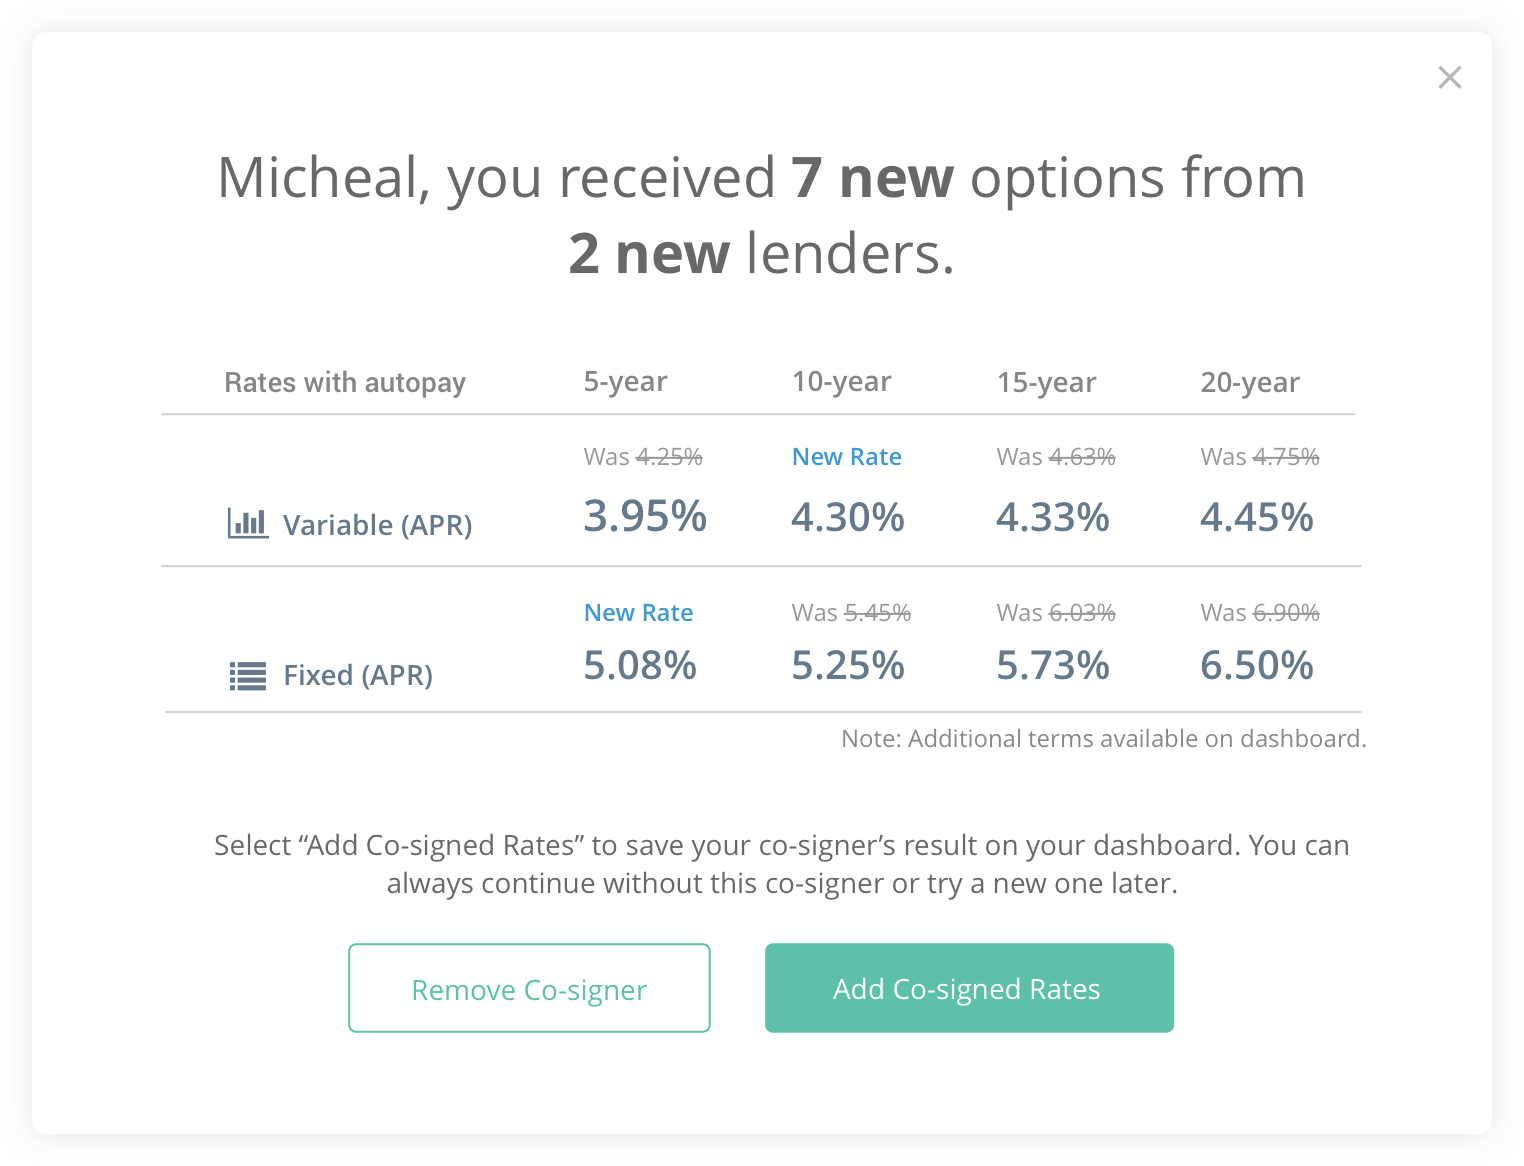 Micheal, you received 7 new options from
2 new lenders.
Rates with autopay 5-year 10-year 15-year 20-year
Was 4.25% New Rate Was 4.63% Was 4.75%
Variable (APR) 3.95% 4.30% 4.33% 4.45%
New Rate Was 5.45% Was 6.03% Was 6.90%
Fixed (APR) 5.08% 5.25% 5.73% 6.50%
Note: Additional terms available on dashboard.
Select “Add Co-signed Rates” to save your co-signer’s result on your dashboard. You can
always continue without this co-signer or try a new one later.
Remove Co-signer Add Co-signed Rates